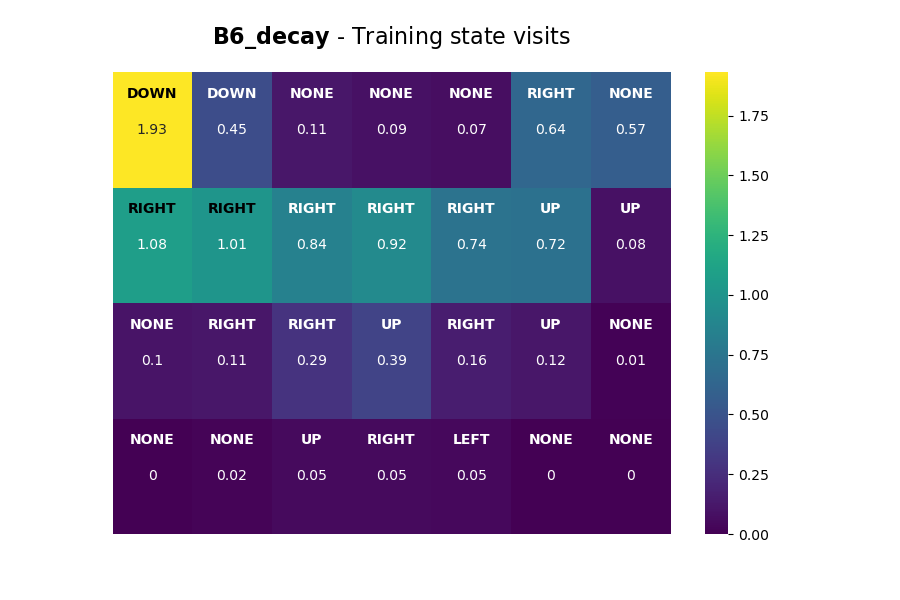 B6_decay - Training state visits
DOWN DOWN NONE NONE NONE RIGHT NONE
1.93 0.45 0.11 0.09 0.07 0.64 0.57
RIGHT RIGHT RIGHT RIGHT RIGHT UP UP
1.08 1.01 0.84 0.92 0.74 0.72 0.08
NONE RIGHT RIGHT UP RIGHT UP NONE
0.1 0.11 0.29 0.39 0.16 0.12 0.01
NONE NONE UP RIGHT LEFT NONE NONE
0 0.02 0.05 0.05 0.05 0 0
1.75
1.50
1.25
1.00
0.75
0.50
0.25
0.00